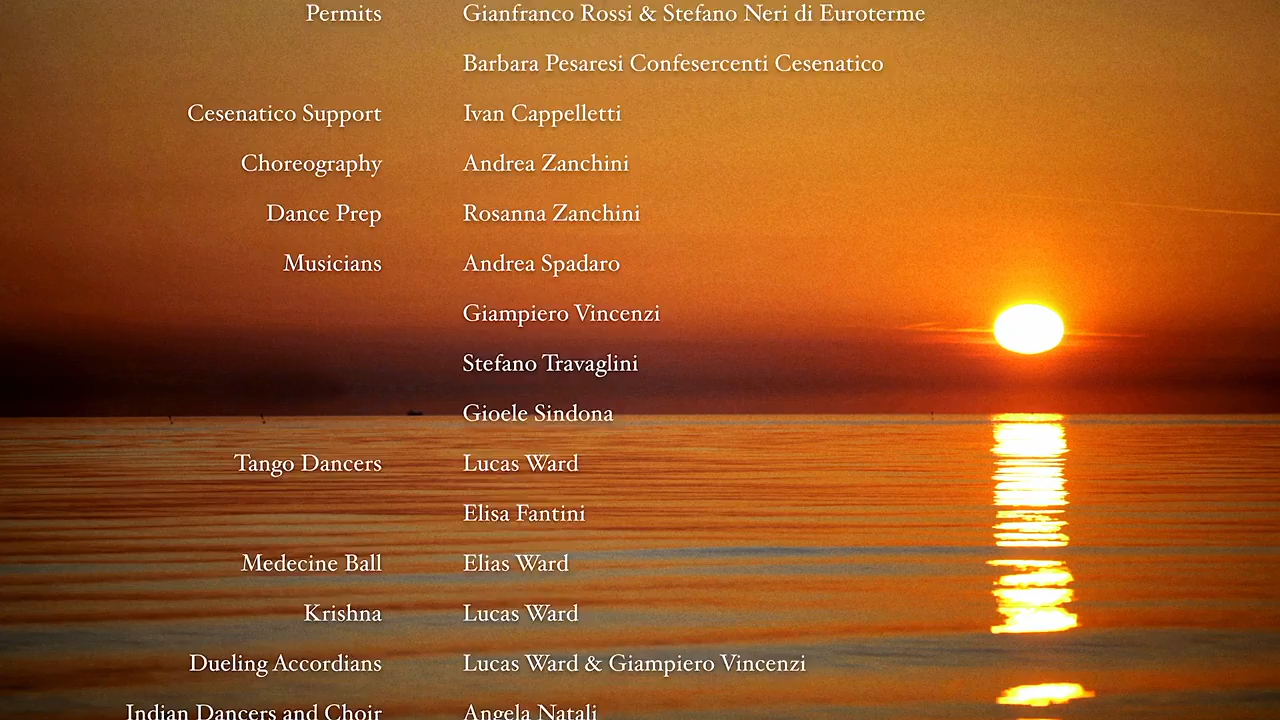 Permits Gianfranco Rossi & Stefano Neri di Euroterme
Barbara Pesaresi Confesercenti Cesenatico
Cesenatico Support Ivan Cappelletti
Choreography Andrea Zanchini
Dance Prep Rosanna Zanchini
Musicians Andrea Spadaro
Giampiero Vincenzi
Stefano Travaglini
Gioele Sindona
Tango Dancers Lucas Ward
Elisa Fantini
Medecine Ball Elias Ward
Krishna Lucas Ward
Dueling Accordians Lucas Ward & Giampiero Vincenzi
Indian Dancers and Choir Angela Natali